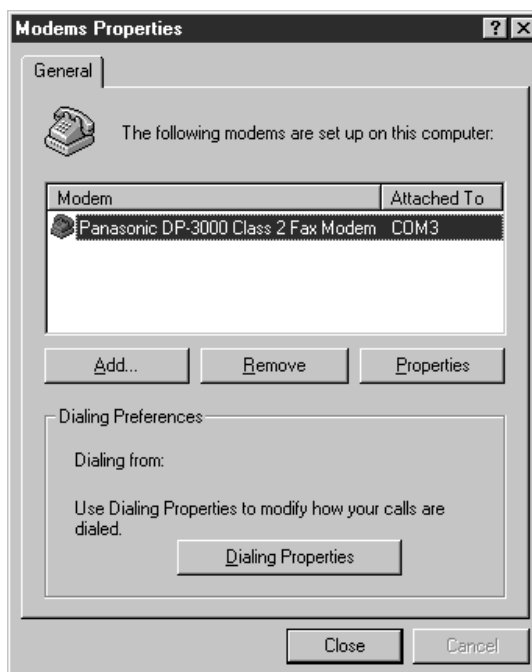 Modems Properties
General
The following modems are set up on this computer:
Modem Attached To
Panasonic DP-3000 Class 2 Fax Modem COM3
Add... Remove Properties
Dialing Preferences
Dialing from:
Use Dialing Properties to modify how your calls are
dialed.
Dialing Properties
Close Cancel